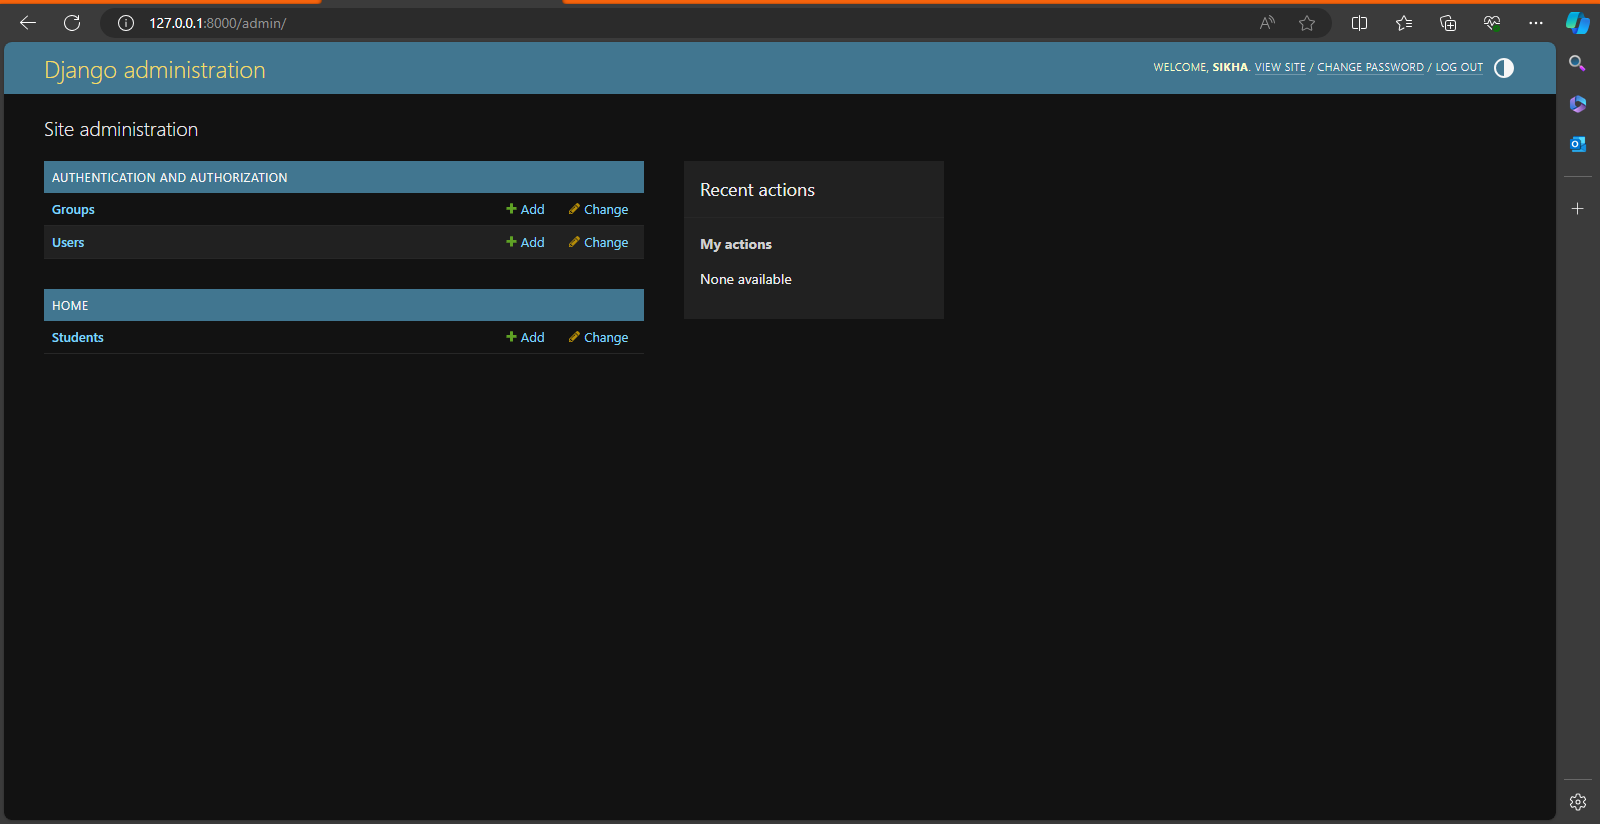 127.0.0.1:8000/admin/
Django administration
WELCOME, SIKHA. VIEW SITE / CHANGE PASSWORD / LOG OUT
Site administration
AUTHENTICATION AND AUTHORIZATION
Groups Add Change
Users Add Change
HOME
Students Add Change
Recent actions
My actions
None available